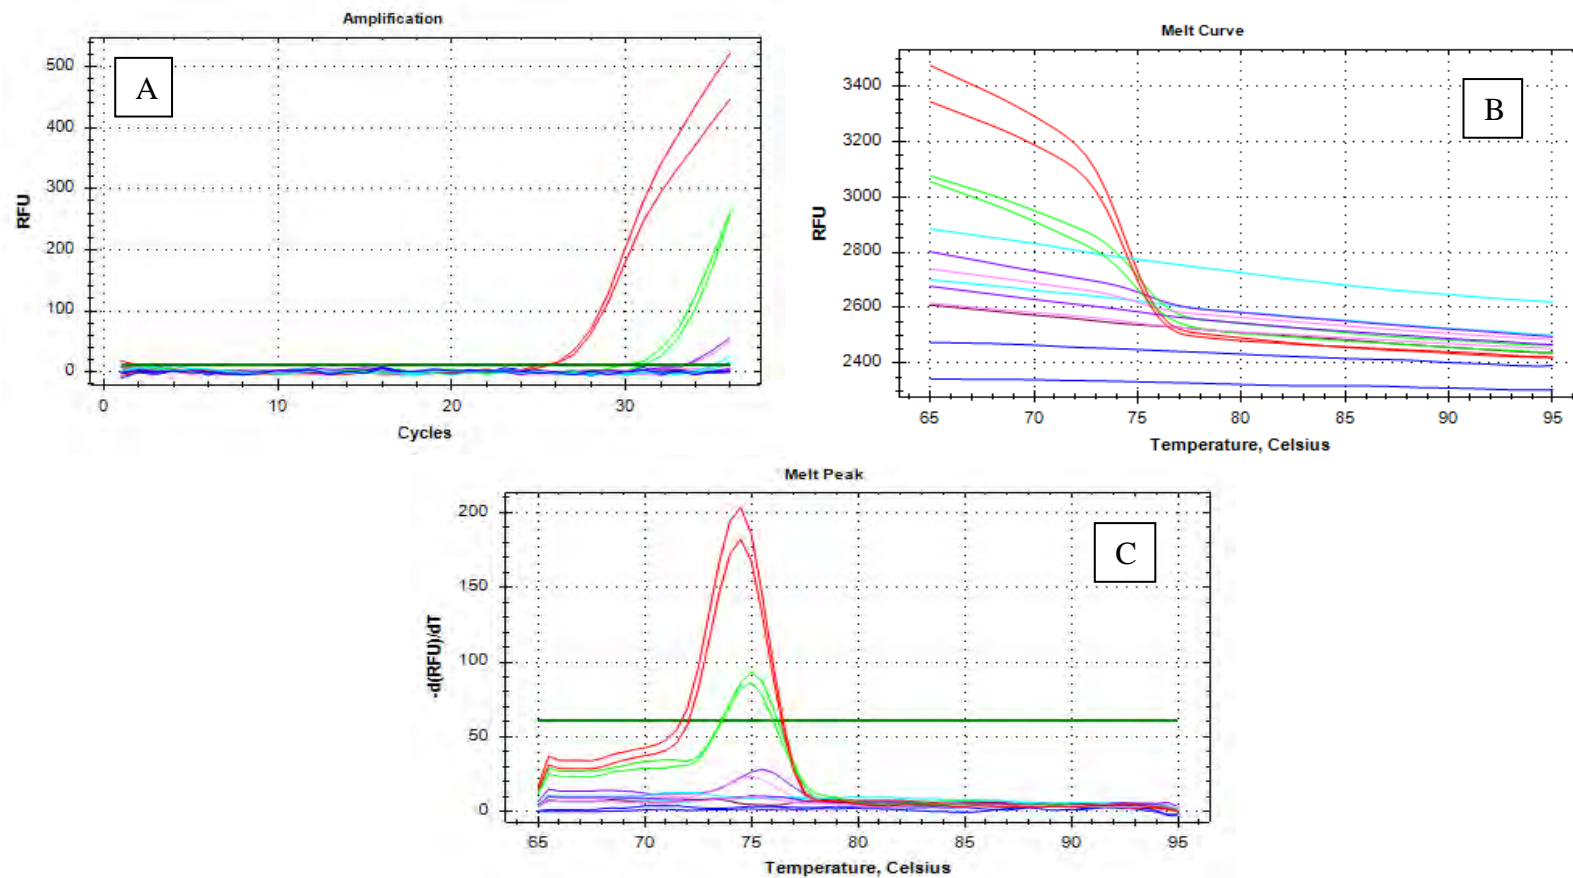 Amplification
A
500
400
300
200
100
0
RFU
0 10 20 30
Cycles
Melt Curve
B
3400
3200
3000
2800
2600
2400
RFU
65 70 75 80 85 90 95
Temperature, Celsius
Melt Peak
C
200
150
100
50
0
-d(RFU)/dT
65 70 75 80 85 90 95
Temperature, Celsius